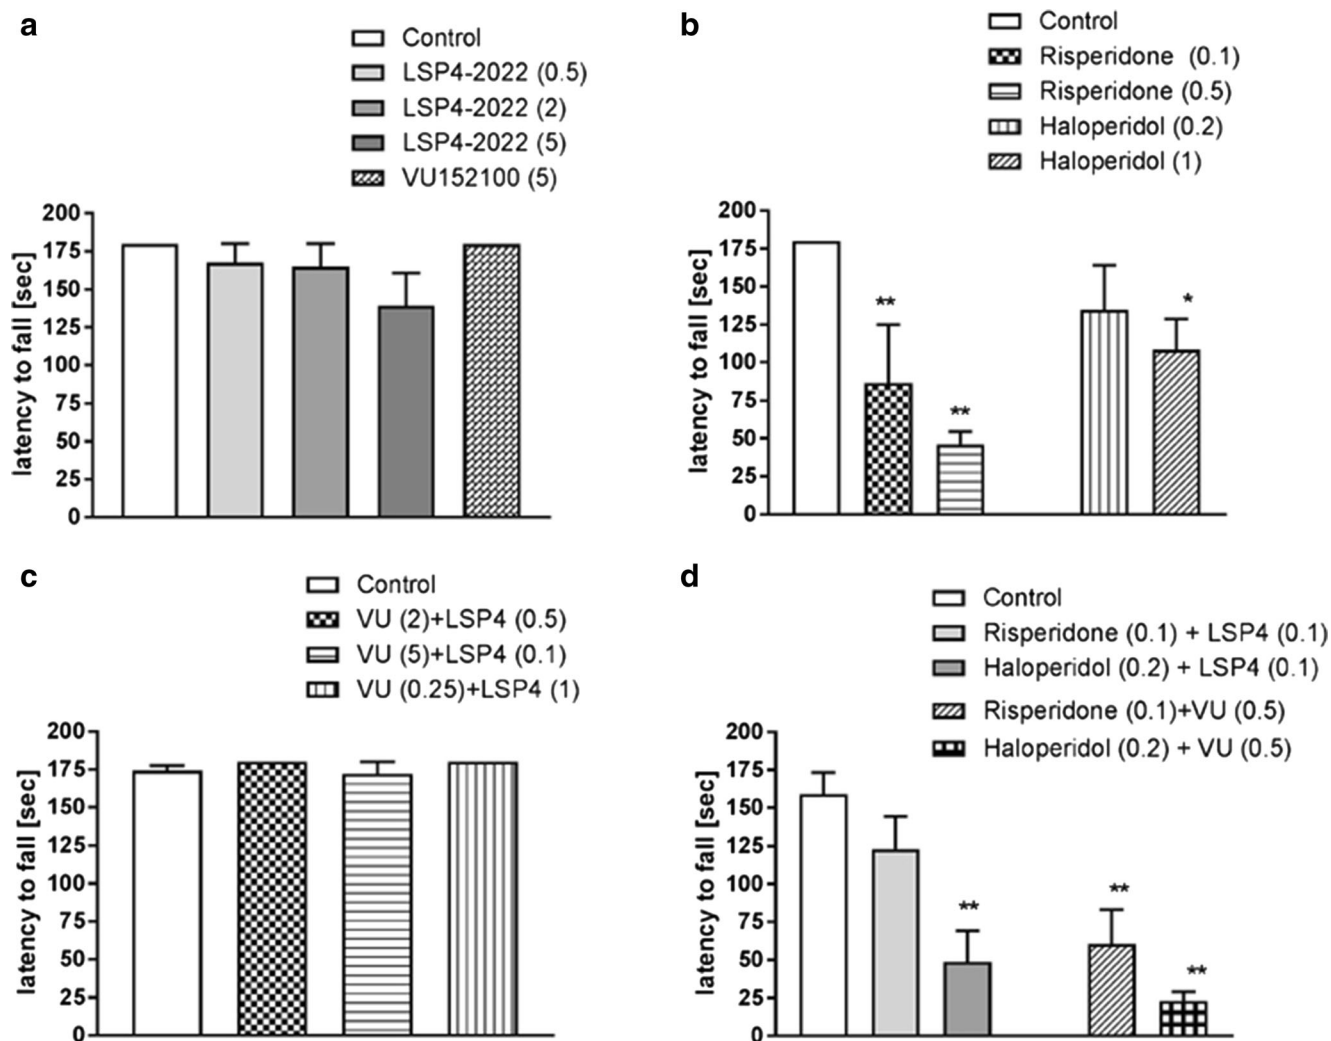 a
Control
LSP4-2022 (0.5)
LSP4-2022 (2)
LSP4-2022 (5)
VU152100 (5)
latency to fall [sec]
200
175
150
125
100
75
50
25
0
b
Control
Risperidone (0.1)
Risperidone (0.5)
Haloperidol (0.2)
Haloperidol (1)
latency to fall [sec]
200
175
150
125
100
75
50
25
0
**
**
*
c
Control
VU (2)+LSP4 (0.5)
VU (5)+LSP4 (0.1)
VU (0.25)+LSP4 (1)
latency to fall [sec]
200
175
150
125
100
75
50
25
0
d
Control
Risperidone (0.1) + LSP4 (0.1)
Haloperidol (0.2) + LSP4 (0.1)
Risperidone (0.1)+VU (0.5)
Haloperidol (0.2) + VU (0.5)
latency to fall [sec]
200
175
150
125
100
75
50
25
0
**
**
**